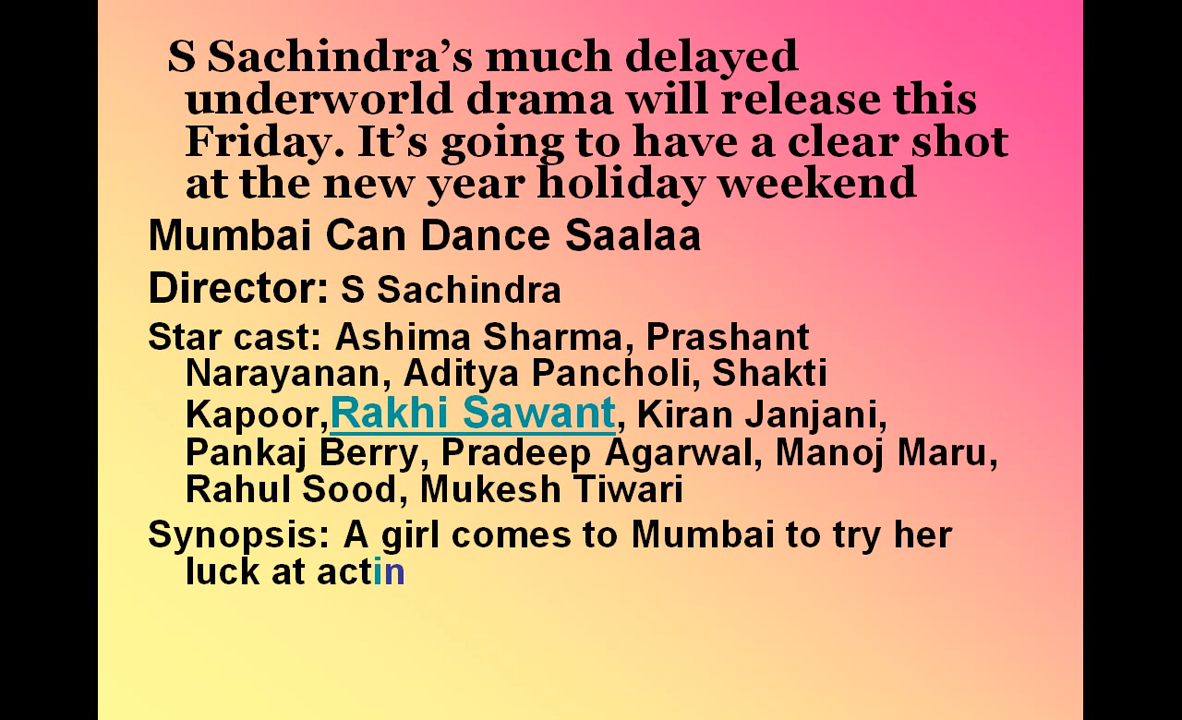 S Sachindra’s much delayed
underworld drama will release this
Friday. It’s going to have a clear shot
at the new year holiday weekend
Mumbai Can Dance Saalaa
Director: S Sachindra
Star cast: Ashima Sharma, Prashant
Narayanan, Aditya Pancholi, Shakti
Kapoor,Rakhi Sawant, Kiran Janjani,
Pankaj Berry, Pradeep Agarwal, Manoj Maru,
Rahul Sood, Mukesh Tiwari
Synopsis: A girl comes to Mumbai to try her
luck at actin